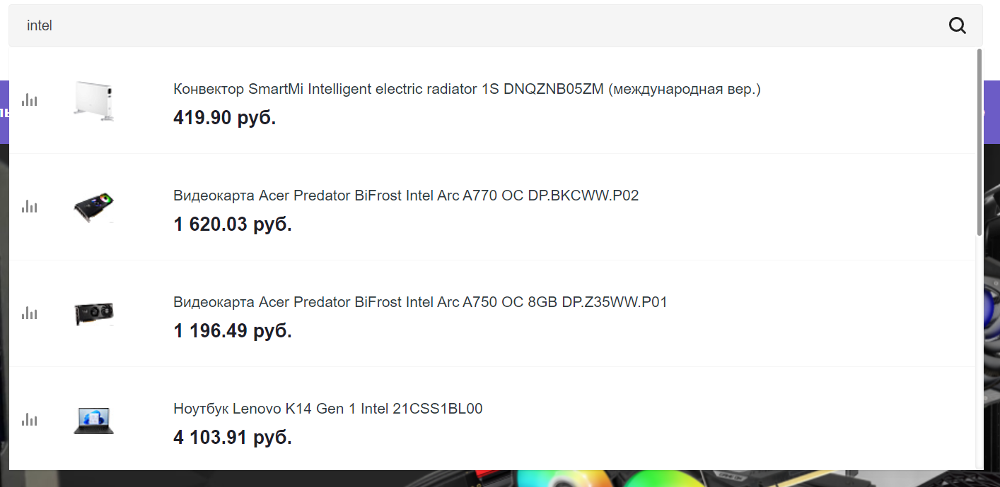 intel
Конвектор SmartMi Intelligent electric radiator 1S DNQZNB05ZM (международная вер.)
419.90 руб.
Видеокарта Acer Predator BiFrost Intel Arc A770 OC DP.BKCWW.P02
1 620.03 руб.
Видеокарта Acer Predator BiFrost Intel Arc A750 OC 8GB DP.Z35WW.P01
1 196.49 руб.
Ноутбук Lenovo K14 Gen 1 Intel 21CSS1BL00
4 103.91 руб.